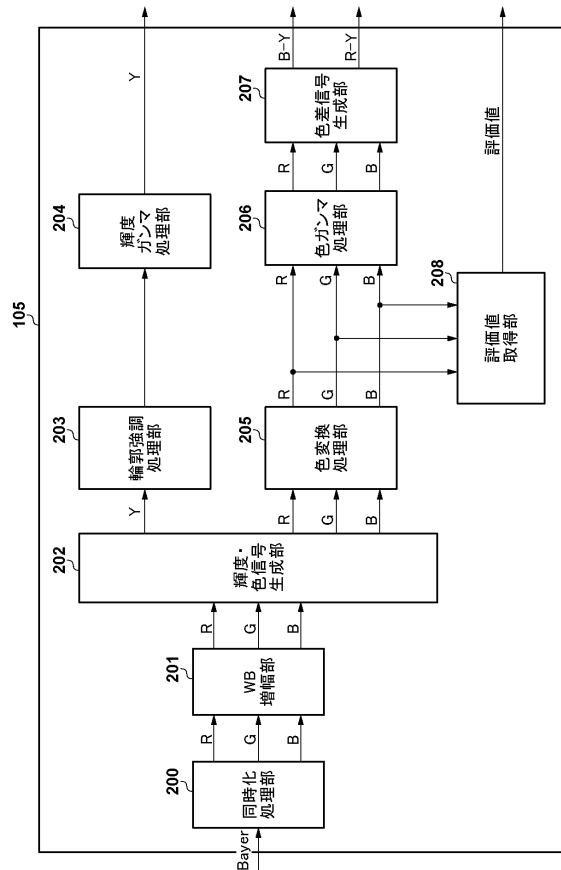 105
Bayer
200
同時化
処理部
R
G
B
201
WB
増幅部
R
G
B
202
輝度・
色信号
生成部
Y
203
輪郭強調
処理部
204
輝度
ガンマ
処理部
Y
R
G
B
205
色変換
処理部
R
G
B
R
G
B
206
色ガンマ
処理部
R
G
B
207
色差信号
生成部
B-Y
R-Y
208
評価値
取得部
評価値